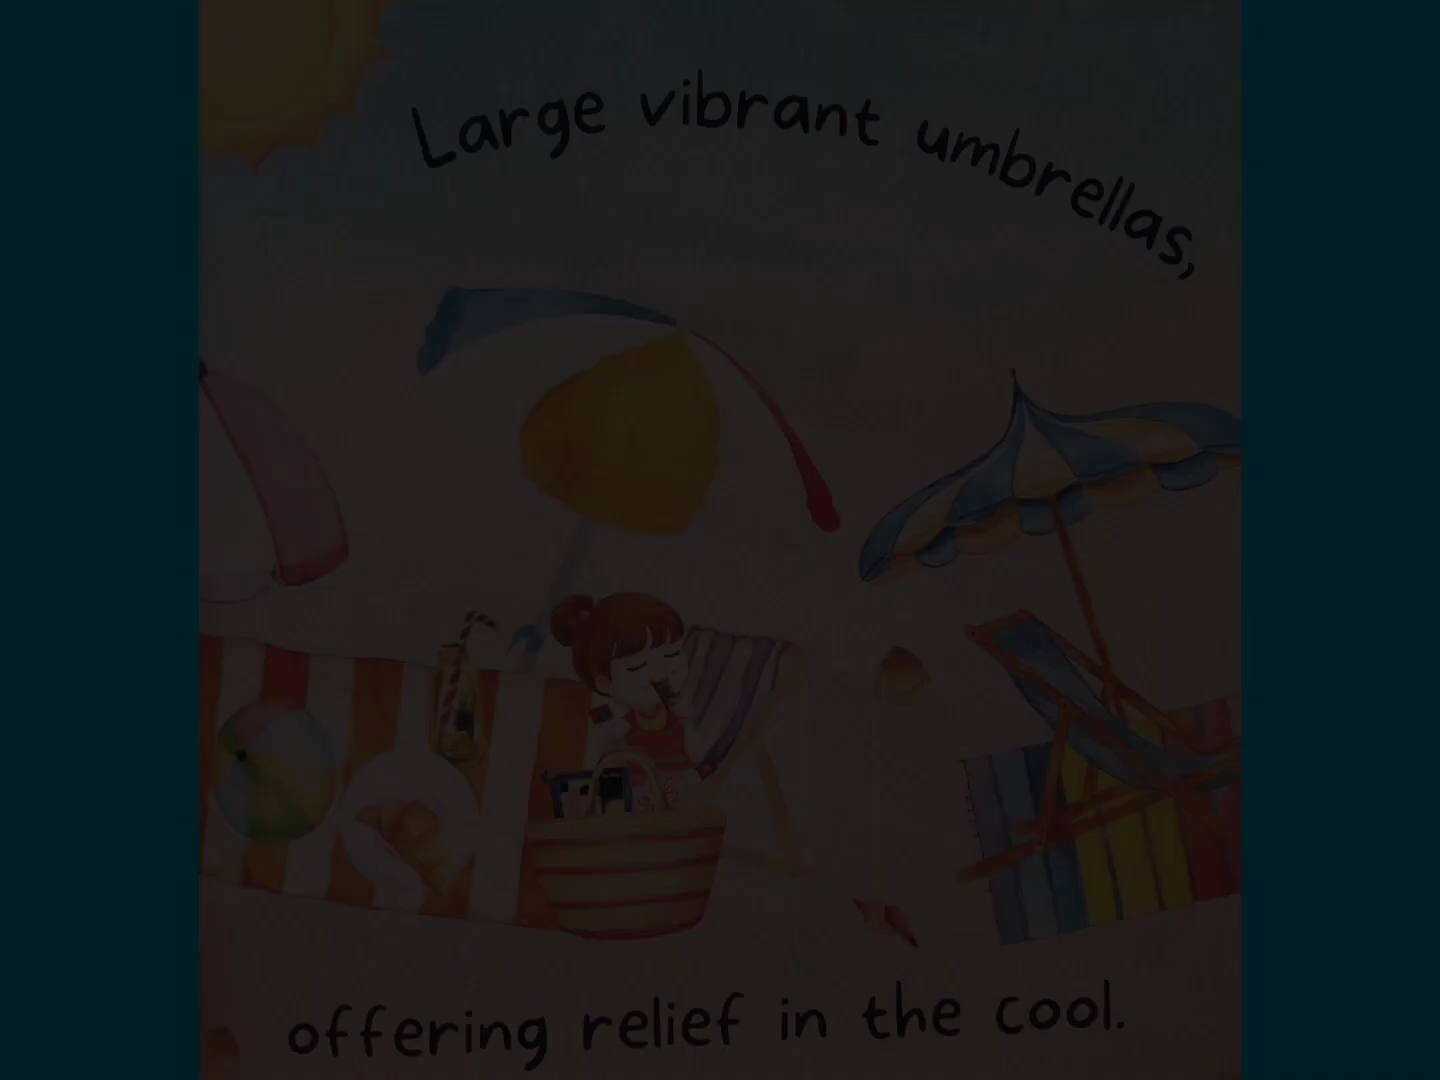 Large vibrant umbrellas,
offering relief in the cool.